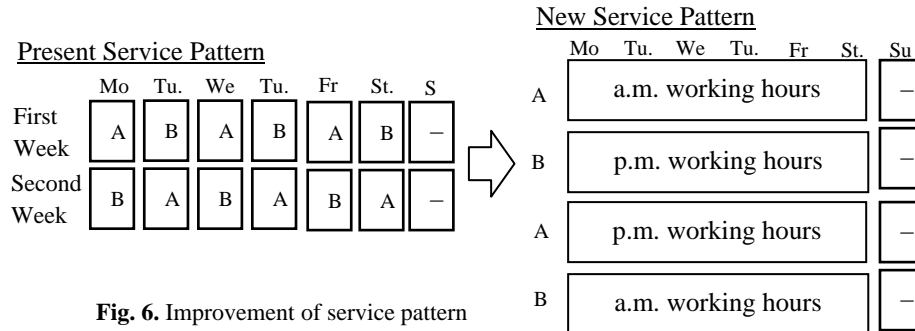 New Service Pattern
Present Service Pattern
Mo Tu. We Tu. Fr St. Su
A a.m. working hours –
B p.m. working hours –
A p.m. working hours –
B a.m. working hours –
Mo Tu. We Tu. Fr St. S
First Week A B A B A B –
Second Week B A B A B A –
Fig. 6. Improvement of service pattern